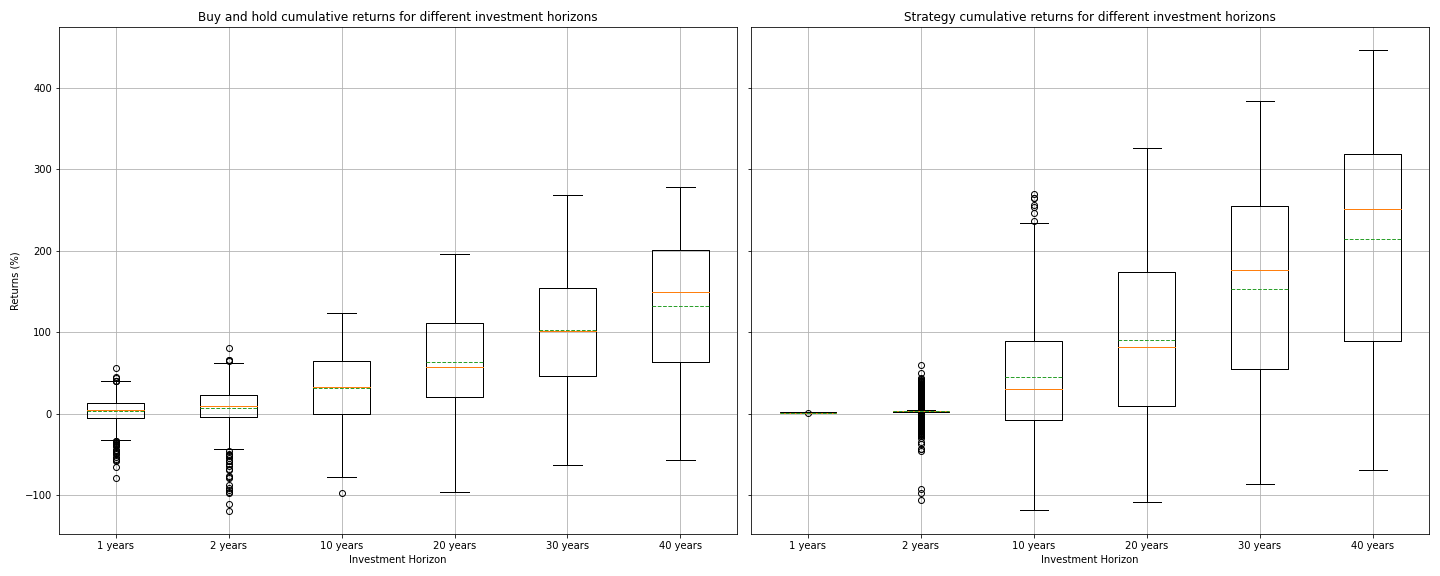 Buy and hold cumulative returns for different investment horizons
Strategy cumulative returns for different investment horizons
Returns (%)
400
300
200
100
0
−100
1 years
2 years
10 years
20 years
30 years
40 years
Investment Horizon
1 years
2 years
10 years
20 years
30 years
40 years
Investment Horizon